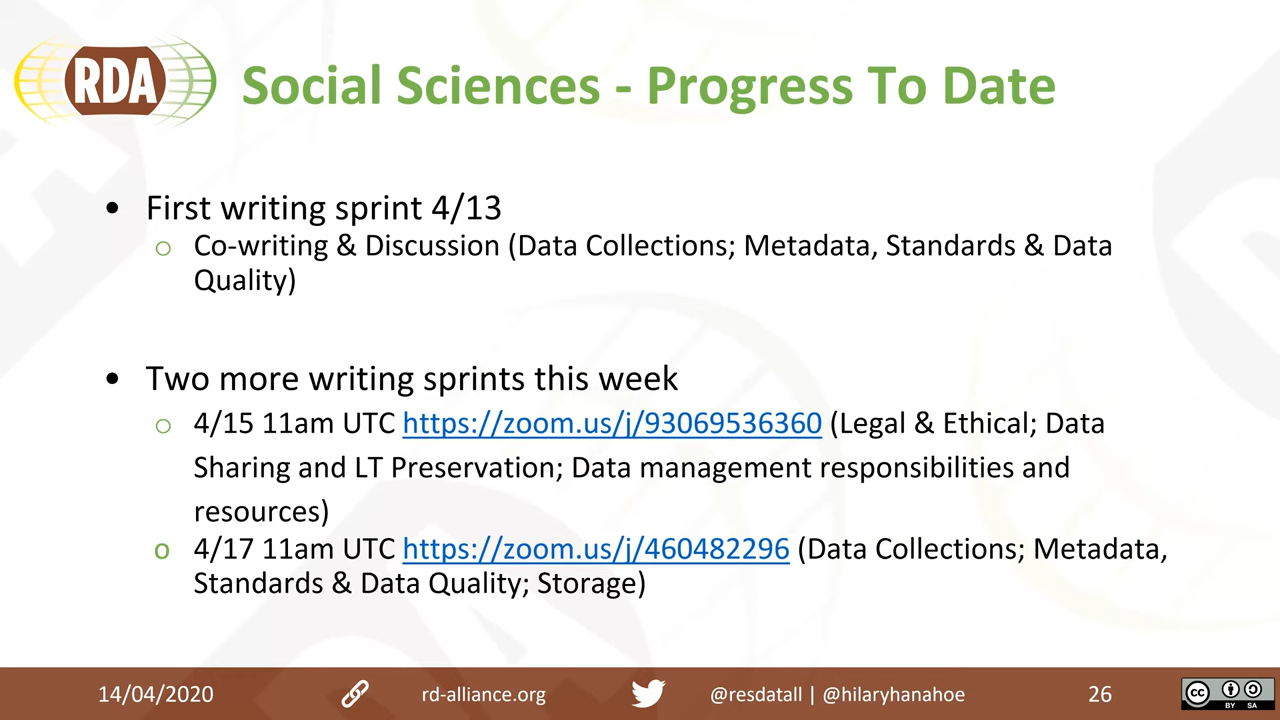 RDA
Social Sciences - Progress To Date
• First writing sprint 4/13
o Co-writing & Discussion (Data Collections; Metadata, Standards & Data
Quality)
• Two more writing sprints this week
o 4/15 11am UTC https://zoom.us/j/93069536360 (Legal & Ethical; Data
Sharing and LT Preservation; Data management responsibilities and
resources)
o 4/17 11am UTC https://zoom.us/j/460482296 (Data Collections; Metadata,
Standards & Data Quality; Storage)
14/04/2020 rd-alliance.org @resdatall | @hilaryhanahoe 26
cc BY SA